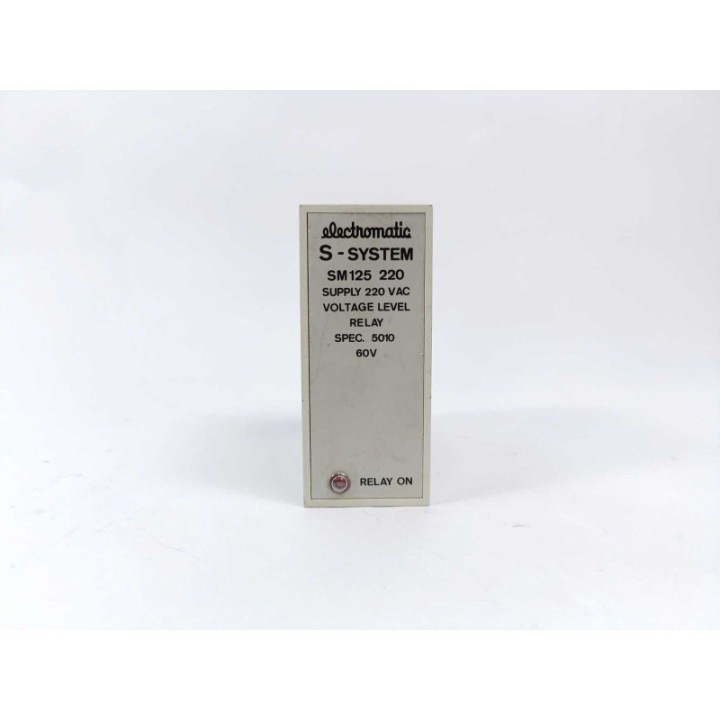 electromatic
S-SYSTEM
SM125 220
SUPPLY 220 VAC
VOLTAGE LEVEL
RELAY
SPEC. 5010
60V
RELAY ON